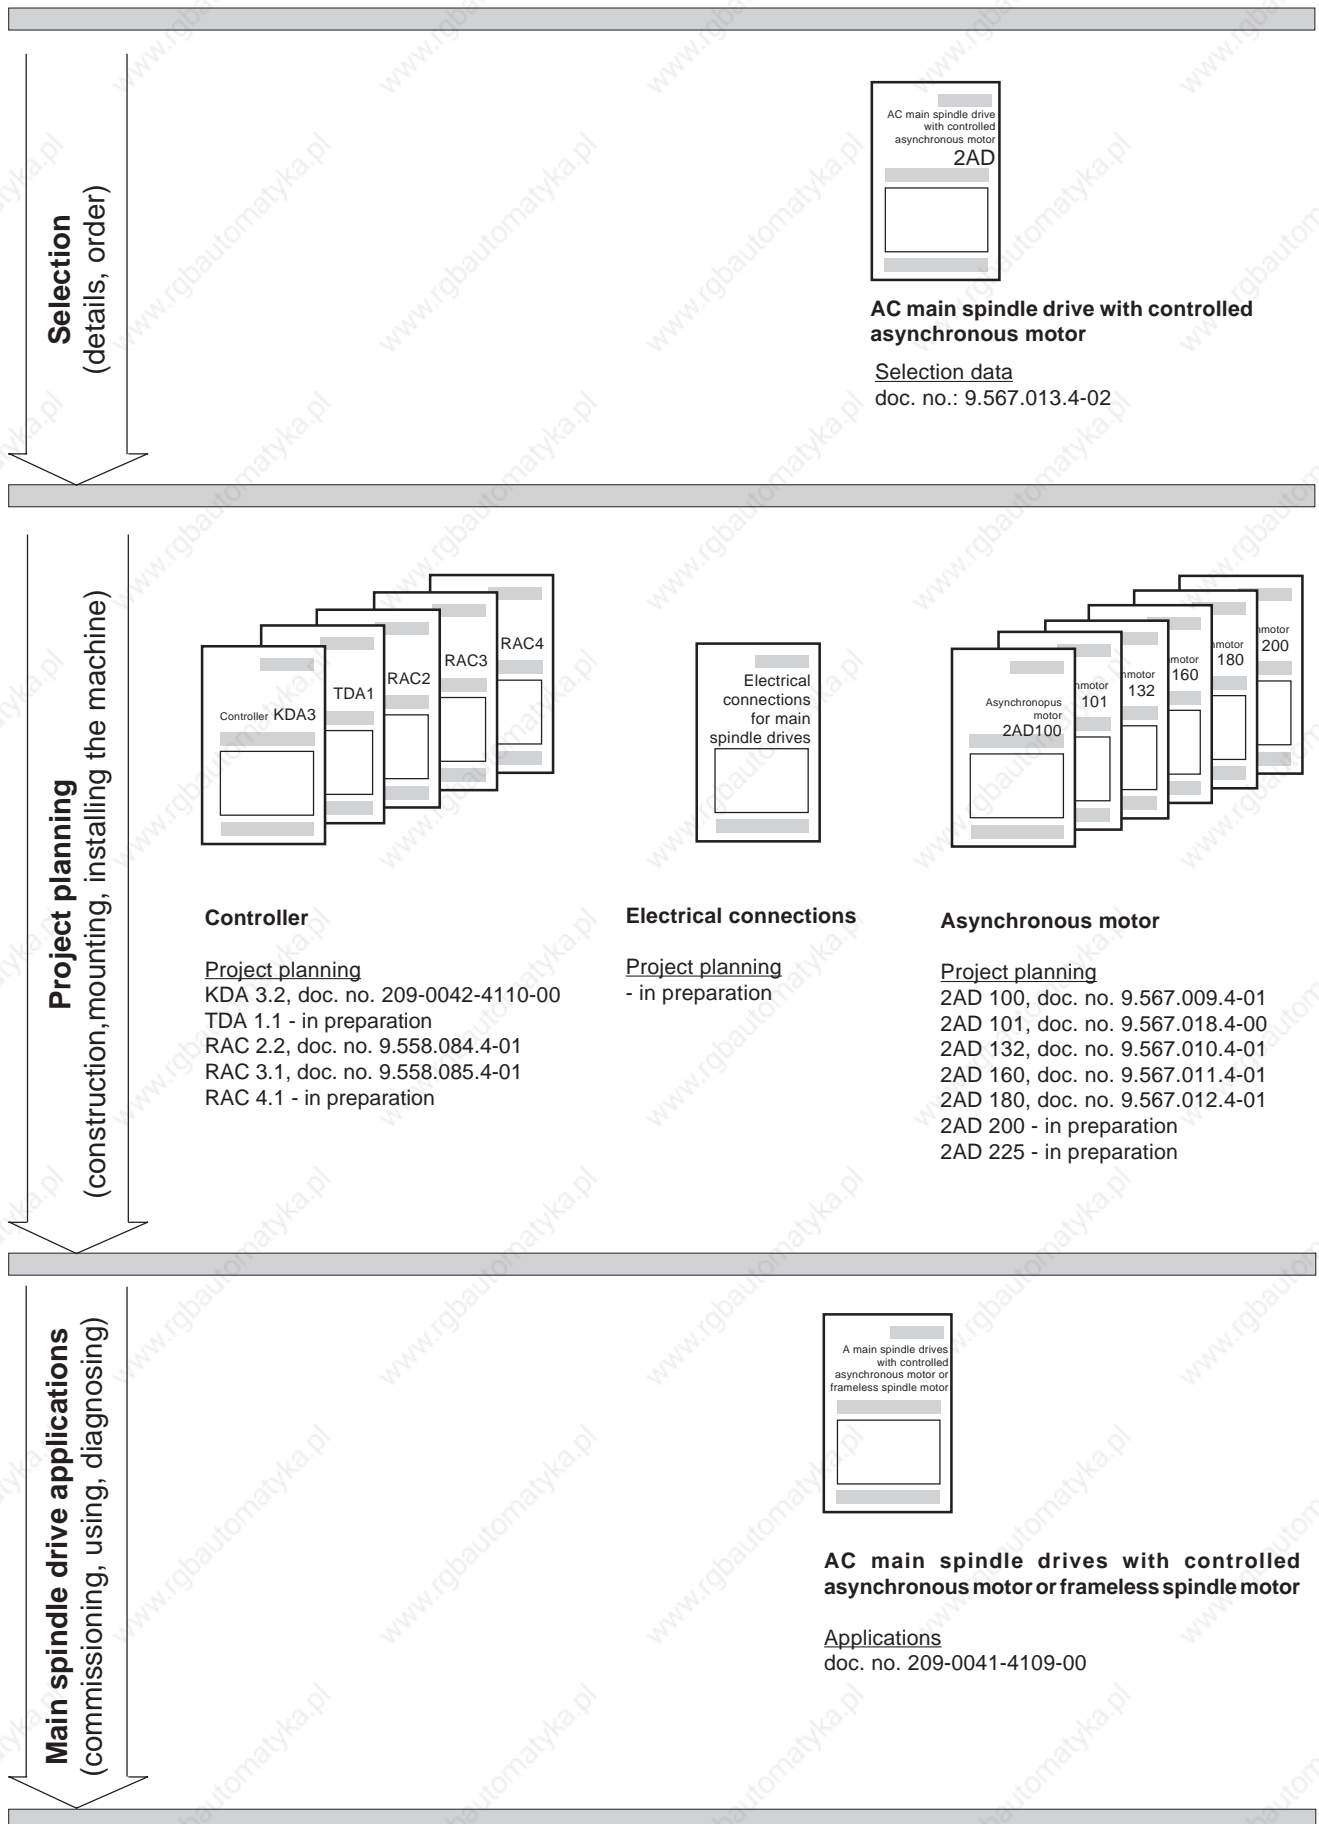 Selection
(details, order)
AC main spindle drive
with controlled
asynchronous motor
2AD
AC main spindle drive with controlled
asynchronous motor
Selection data
doc. no.: 9.567.013.4-02
Project planning
(construction,mounting, installing the machine)
Controller KDA3
TDA1
RAC2
RAC3
RAC4
Electrical
connections
for main
spindle drives
Asynchronopus
motor
2AD100
nmotor
101
nmotor
132
motor
160
nmotor
180
nmotor
200
Controller
Project planning
KDA 3.2, doc. no. 209-0042-4110-00
TDA 1.1 - in preparation
RAC 2.2, doc. no. 9.558.084.4-01
RAC 3.1, doc. no. 9.558.085.4-01
RAC 4.1 - in preparation
Electrical connections
Project planning
- in preparation
Asynchronous motor
Project planning
2AD 100, doc. no. 9.567.009.4-01
2AD 101, doc. no. 9.567.018.4-00
2AD 132, doc. no. 9.567.010.4-01
2AD 160, doc. no. 9.567.011.4-01
2AD 180, doc. no. 9.567.012.4-01
2AD 200 - in preparation
2AD 225 - in preparation
Main spindle drive applications
(commissioning, using, diagnosing)
A main spindle drives
with controlled
asynchronous motor or
frameless spindle motor
AC main spindle drives with controlled
asynchronous motor or frameless spindle motor
Applications
doc. no. 209-0041-4109-00
www.rgbautomatyka.pl